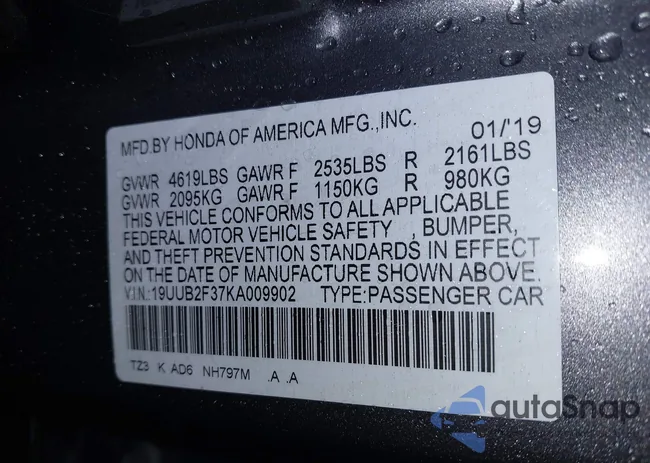 MFD.BY HONDA OF AMERICA MFG.,INC. 01/'19
GVWR 4619LBS GAWR F 2535LBS R 2161LBS
GVWR 2095KG GAWR F 1150KG R 980KG
THIS VEHICLE CONFORMS TO ALL APPLICABLE
FEDERAL MOTOR VEHICLE SAFETY , BUMPER,
AND THEFT PREVENTION STANDARDS IN EFFECT
ON THE DATE OF MANUFACTURE SHOWN ABOVE.
V.I.N.:19UUB2F37KA009902 TYPE:PASSENGER CAR
TZ3 K AD6 NH797M .A .A
autoSnap